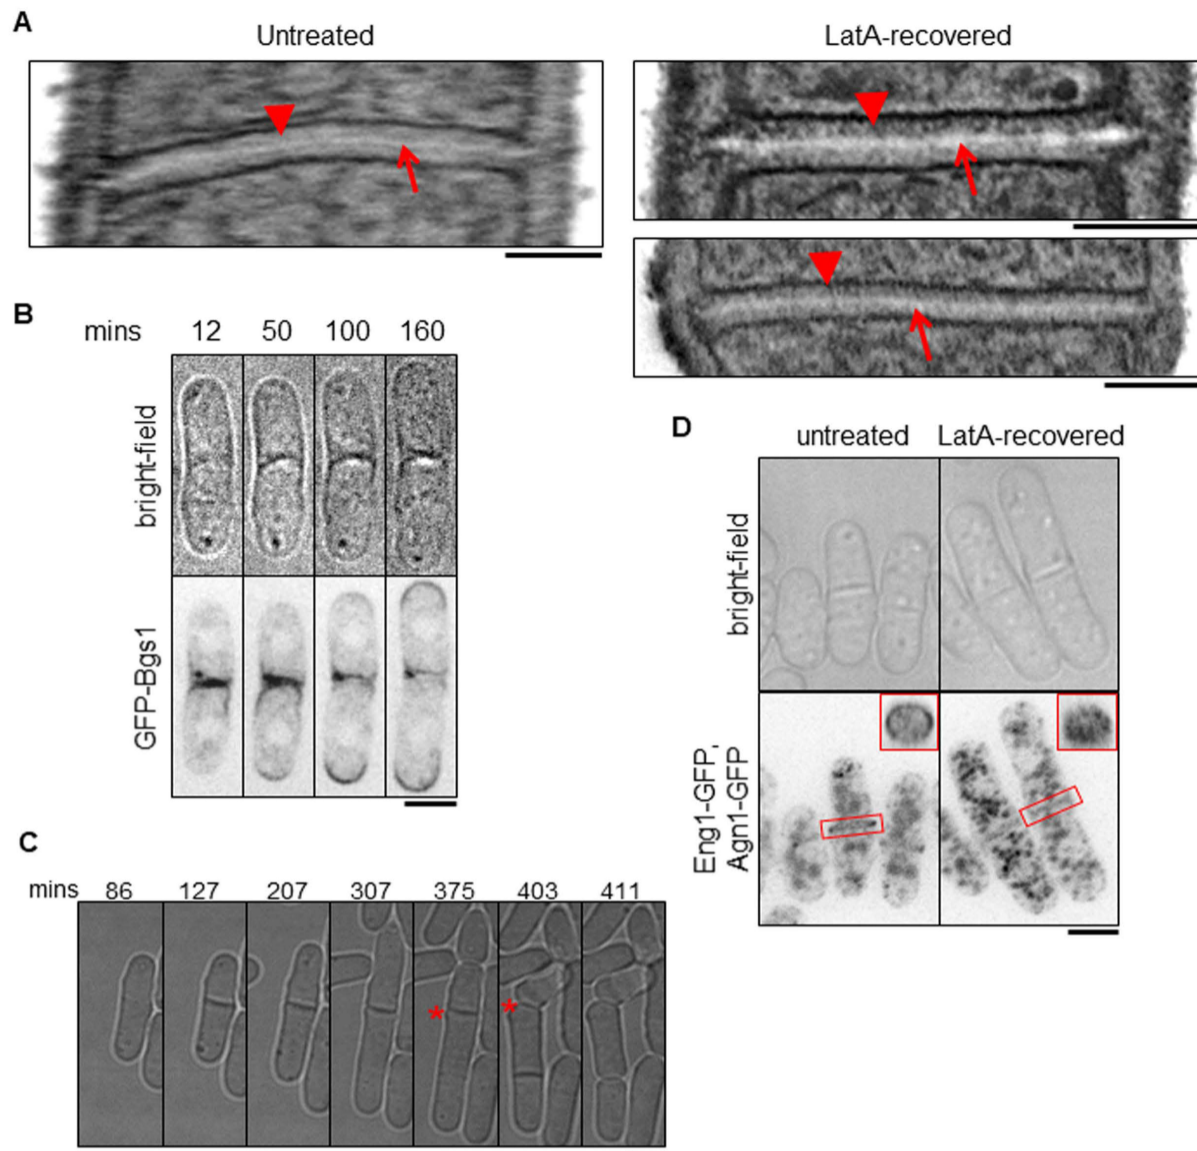 A
Untreated
LatA-recovered
B
mins 12 50 100 160
bright-field
GFP-Bgs1
C
mins 86 127 207 307 375 403 411
*
*
D
untreated LatA-recovered
bright-field
Eng1-GFP,
Agn1-GFP